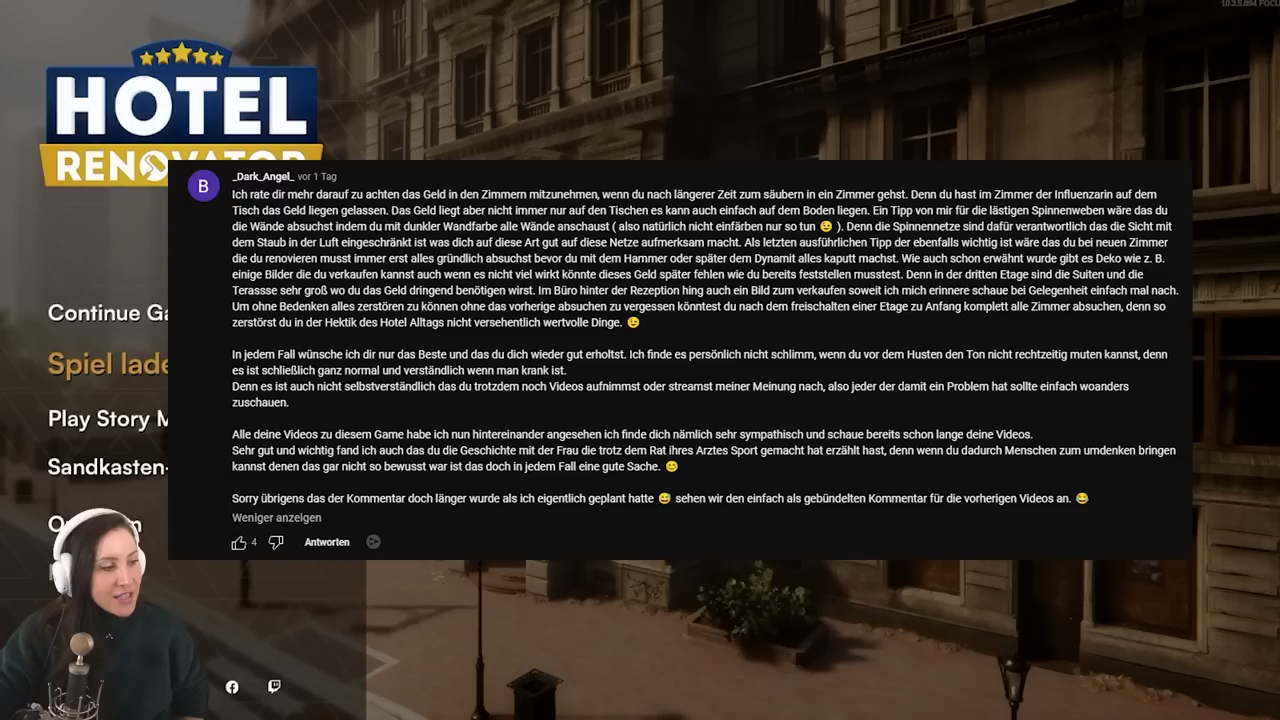 1.0.3.5.894 FOCU
HOTEL
RENOVATOR
Continue Ga
Spiel lade
Play Story M
Sandkasten-
B
_Dark_Angel_ vor 1 Tag
Ich rate dir mehr darauf zu achten das Geld in den Zimmern mitzunehmen, wenn du nach längerer Zeit zum säubern in ein Zimmer gehst. Denn du hast im Zimmer der Influenzarin auf dem
Tisch das Geld liegen gelassen. Das Geld liegt aber nicht immer nur auf den Tischen es kann auch einfach auf dem Boden liegen. Ein Tipp von mir für die lästigen Spinnenweben wäre das du
die Wände absuchst indem du mit dunkler Wandfarbe alle Wände anschaust ( also natürlich nicht einfärben nur so tun 😉 ). Denn die Spinnennetze sind dafür verantwortlich das die Sicht mit
dem Staub in der Luft eingeschränkt ist was dich auf diese Art gut auf diese Netze aufmerksam macht. Als letzten ausführlichen Tipp der ebenfalls wichtig ist wäre das du bei neuen Zimmer
die du renovieren musst immer erst alles gründlich absuchst bevor du mit dem Hammer oder später dem Dynamit alles kaputt machst. Wie auch schon erwähnt wurde gibt es Deko wie z. B.
einige Bilder die du verkaufen kannst auch wenn es nicht viel wirkt könnte dieses Geld später fehlen wie du bereits feststellen musstest. Denn in der dritten Etage sind die Suiten und die
Terassse sehr groß wo du das Geld dringend benötigen wirst. Im Büro hinter der Rezeption hing auch ein Bild zum verkaufen soweit ich mich erinnere schaue bei Gelegenheit einfach mal nach.
Um ohne Bedenken alles zerstören zu können ohne das vorherige absuchen zu vergessen könntest du nach dem freischalten einer Etage zu Anfang komplett alle Zimmer absuchen, denn so
zerstörst du in der Hektik des Hotel Alltags nicht versehentlich wertvolle Dinge. 😉
In jedem Fall wünsche ich dir nur das Beste und das du dich wieder gut erholtst. Ich finde es persönlich nicht schlimm, wenn du vor dem Husten den Ton nicht rechtzeitig muten kannst, denn
es ist schließlich ganz normal und verständlich wenn man krank ist.
Denn es ist auch nicht selbstverständlich das du trotzdem noch Videos aufnimmst oder streamst meiner Meinung nach, also jeder der damit ein Problem hat sollte einfach woanders
zuschauen.
Alle deine Videos zu diesem Game habe ich nun hintereinander angesehen ich finde dich nämlich sehr sympathisch und schaue bereits schon lange deine Videos.
Sehr gut und wichtig fand ich auch das du die Geschichte mit der Frau die trotz dem Rat ihres Arztes Sport gemacht hat erzählt hast, denn wenn du dadurch Menschen zum umdenken bringen
kannst denen das gar nicht so bewusst war ist das doch in jedem Fall eine gute Sache. 😊
Sorry übrigens das der Kommentar doch länger wurde als ich eigentlich geplant hatte 😅 sehen wir den einfach als gebündelten Kommentar für die vorherigen Videos an. 😂
Weniger anzeigen
4 Antworten